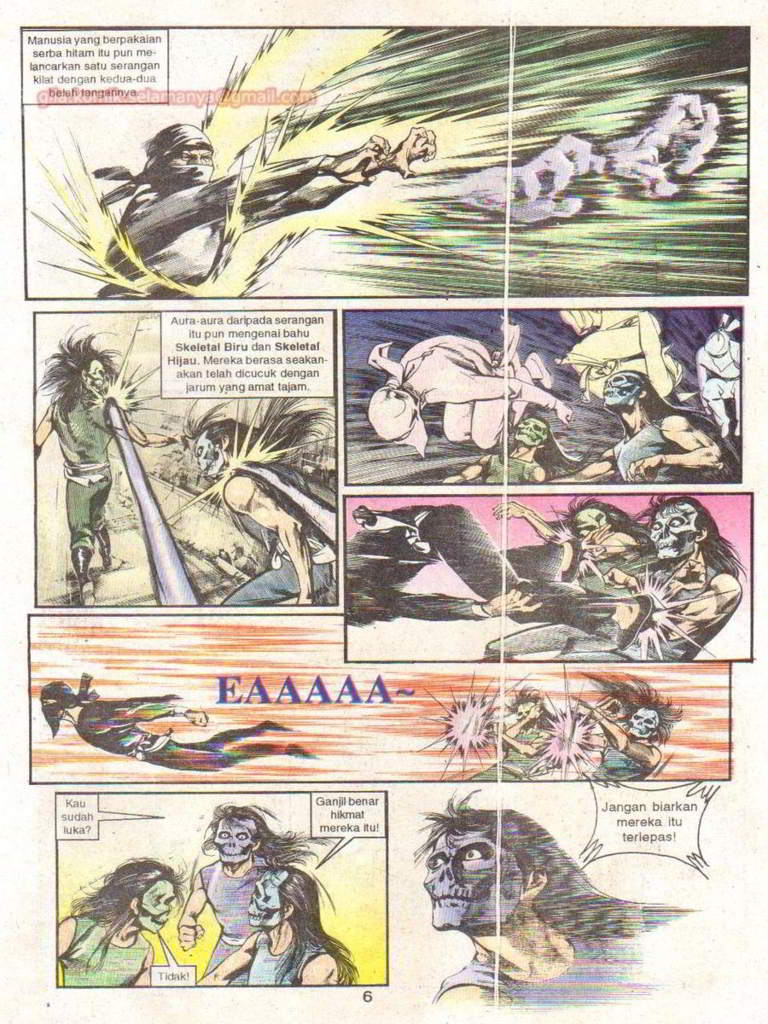 Manusia yang berpakaian
serba hitam itu pun me-
lancarkan satu serangan
kilat dengan kedua-dua
belah tangannya.
Aura-aura daripada serangan
itu pun mengenai bahu
Skeletal Biru dan Skeletal
Hijau. Mereka berasa seakan-
akan telah dicucuk dengan
jarum yang amat tajam.
EAAAAA~
Kau
sudah
luka?
Ganjil benar
hikmat
mereka itu!
Tidak!
Jangan biarkan
mereka itu
terlepas!
6